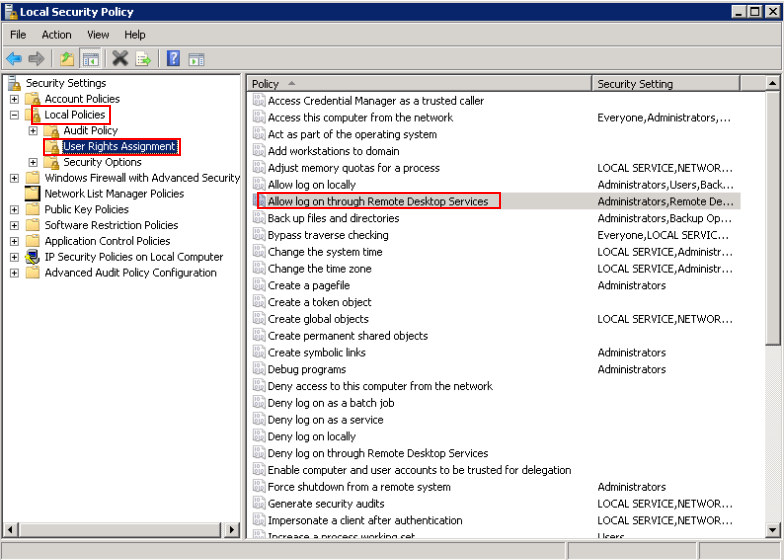 Local Security Policy
File Action View Help
Security Settings
Account Policies
Local Policies
Audit Policy
User Rights Assignment
Security Options
Windows Firewall with Advanced Security
Network List Manager Policies
Public Key Policies
Software Restriction Policies
Application Control Policies
IP Security Policies on Local Computer
Advanced Audit Policy Configuration
Policy Security Setting
Access Credential Manager as a trusted caller
Access this computer from the network Everyone,Administrators,...
Act as part of the operating system
Add workstations to domain
Adjust memory quotas for a process LOCAL SERVICE,NETWOR...
Allow log on locally Administrators,Users,Back...
Allow log on through Remote Desktop Services Administrators,Remote De...
Back up files and directories Administrators,Backup Op...
Bypass traverse checking Everyone,LOCAL SERVIC...
Change the system time LOCAL SERVICE,Administr...
Change the time zone LOCAL SERVICE,Administr...
Create a pagefile Administrators
Create a token object
Create global objects LOCAL SERVICE,NETWOR...
Create permanent shared objects
Create symbolic links Administrators
Debug programs Administrators
Deny access to this computer from the network
Deny log on as a batch job
Deny log on as a service
Deny log on locally
Deny log on through Remote Desktop Services
Enable computer and user accounts to be trusted for delegation
Force shutdown from a remote system Administrators
Generate security audits LOCAL SERVICE,NETWOR...
Impersonate a client after authentication LOCAL SERVICE,NETWOR...
Increase a process working set Users